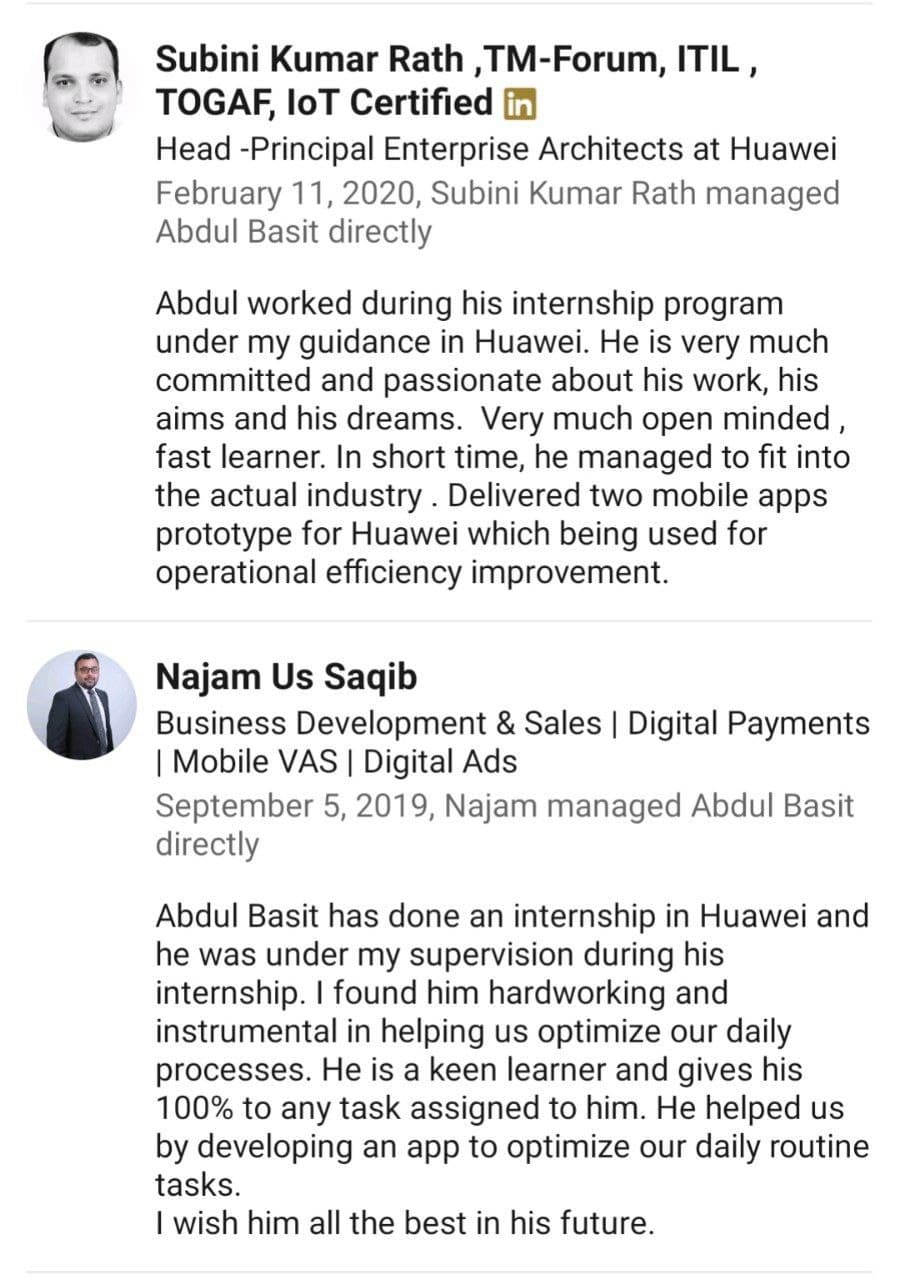 Subini Kumar Rath ,TM-Forum, ITIL ,
TOGAF, IoT Certified in
Head -Principal Enterprise Architects at Huawei
February 11, 2020, Subini Kumar Rath managed
Abdul Basit directly
Abdul worked during his internship program
under my guidance in Huawei. He is very much
committed and passionate about his work, his
aims and his dreams.  Very much open minded ,
fast learner. In short time, he managed to fit into
the actual industry . Delivered two mobile apps
prototype for Huawei which being used for
operational efficiency improvement.
Najam Us Saqib
Business Development & Sales | Digital Payments
| Mobile VAS | Digital Ads
September 5, 2019, Najam managed Abdul Basit
directly
Abdul Basit has done an internship in Huawei and
he was under my supervision during his
internship. I found him hardworking and
instrumental in helping us optimize our daily
processes. He is a keen learner and gives his
100% to any task assigned to him. He helped us
by developing an app to optimize our daily routine
tasks.
I wish him all the best in his future.